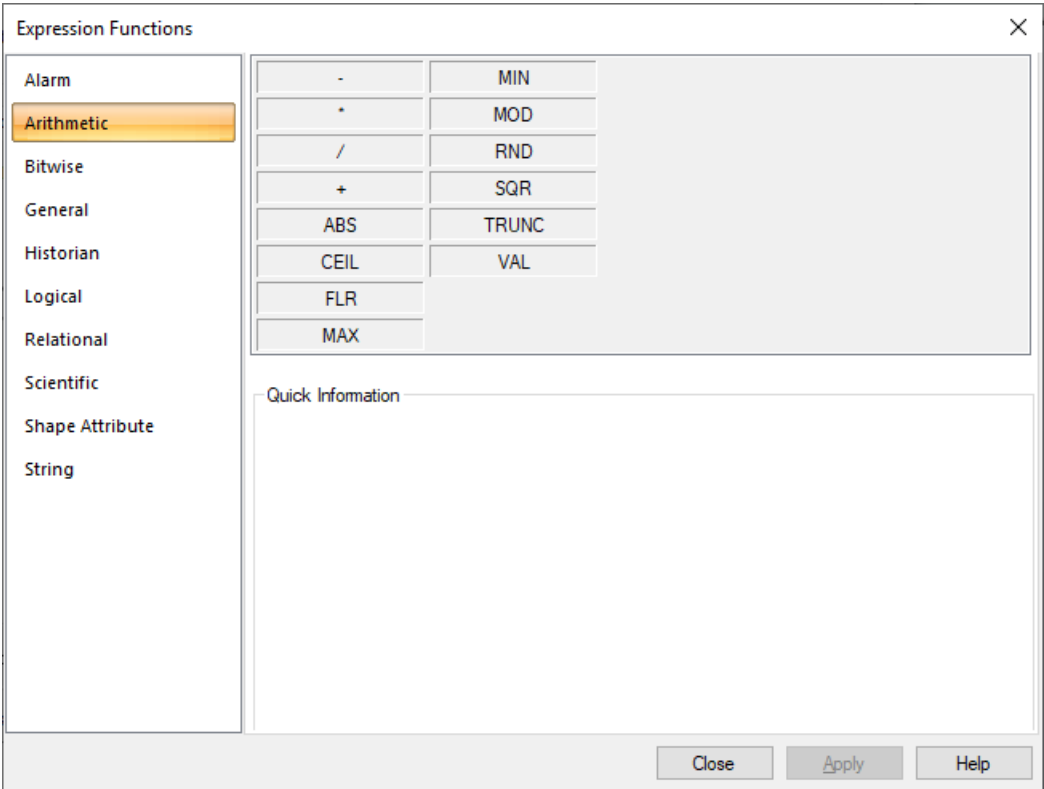 Expression Functions
Alarm
Arithmetic
Bitwise
General
Historian
Logical
Relational
Scientific
Shape Attribute
String
- MIN
* MOD
/ RND
+ SQR
ABS TRUNC
CEIL VAL
FLR
MAX
Quick Information
Close Apply Help